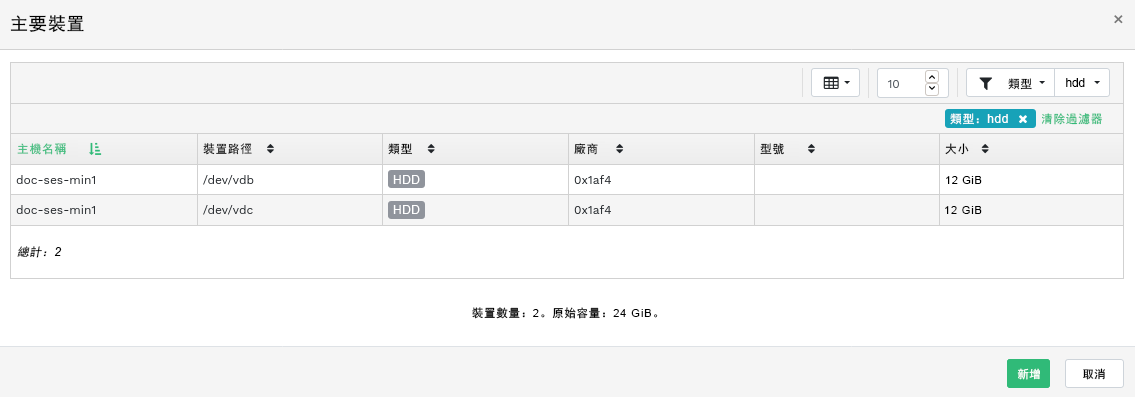 主要裝置 ×
10 類型 hdd
類型：hdd × 清除過濾器
主機名稱 裝置路徑 類型 廠商 型號 大小
doc-ses-min1 /dev/vdb HDD 0x1af4 12 GiB
doc-ses-min1 /dev/vdc HDD 0x1af4 12 GiB
總計：2
裝置數量：2。原始容量：24 GiB。
新增 取消